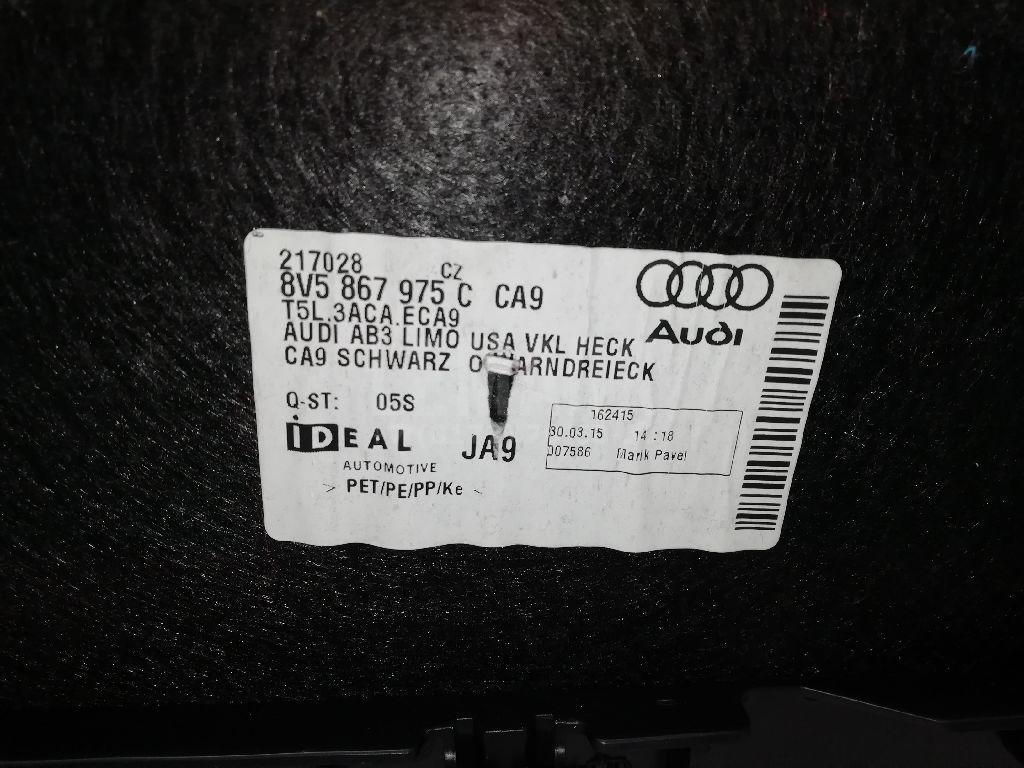 217028 CZ
8V5 867 975 C CA9
T5L.3ACA.ECA9
AUDI AB3 LIMO USA VKL HECK
CA9 SCHWARZ
Q-ST: 05S
iDEAL JA9
AUTOMOTIVE
> PET/PE/PP/Ke <
Audi
162415
30.03.15 14:18
007586 Marik Pavel